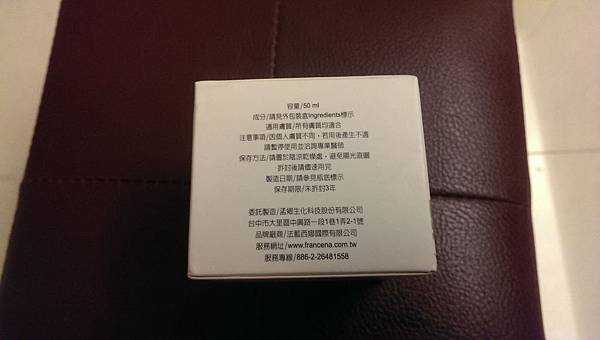 容量/50 ml
成分/請見外包裝盒Ingredients標示
適用膚質/所有膚質均適合
注意事項/因個人膚質不同，若用後產生不適
請暫停使用並洽詢專業醫師
保存方法/請置於陰涼乾燥處，避免陽光直曬
拆封後請儘速用完
製造日期/請參見瓶底標示
保存期限/未拆封3年
委託製造/孟鄉生化科技股份有限公司
台中市大里區中興路一段1巷1弄2-1號
品牌廠商/法藍西娜國際有限公司
服務網址/www.francena.com.tw
服務專線/886-2-26481558